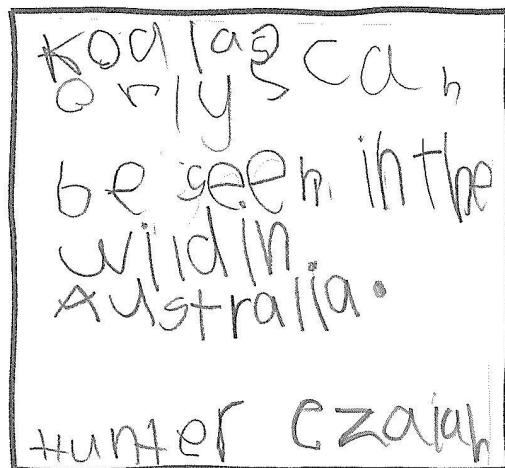 Koalas can
only
be seen in the
wild in
Australia.
Hunter Ezaiah